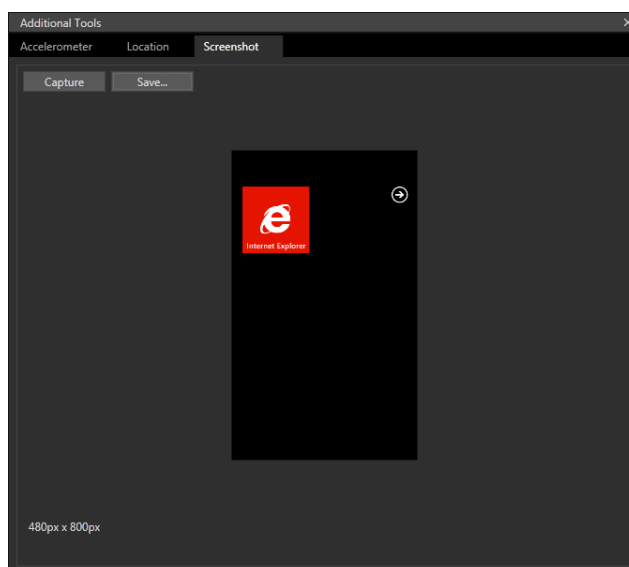 Additional Tools
Accelerometer Location Screenshot
Capture Save...
Internet Explorer
480px x 800px